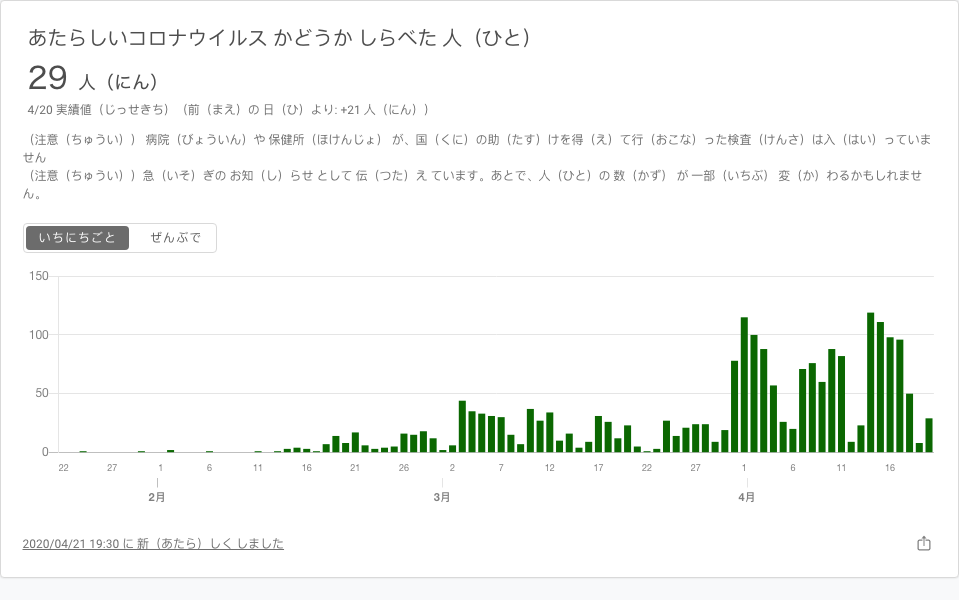 あたらしいコロナウイルス かどうか しらべた 人（ひと）
29 人（にん）
4/20 実績値（じっせきち）（前（まえ）の 日（ひ）より: +21 人（にん））
（注意（ちゅうい）） 病院（びょういん）や 保健所（ほけんじょ） が、国（くに）の助（たす）けを得（え）て行（おこな）った検査（けんさ）は入（はい）っていま
せん
（注意（ちゅうい））急（いそ）ぎの お知（し）らせ として 伝（つた）え ています。あとで、人（ひと）の 数（かず） が 一部（いちぶ） 変（か）わるかもしれませ
ん。
いちにちごと ぜんぶで
150
100
50
0
22 27 1 6 11 16 21 26 2 7 12 17 22 27 1 6 11 16
2月 3月 4月
2020/04/21 19:30 に 新（あたら）しく しました